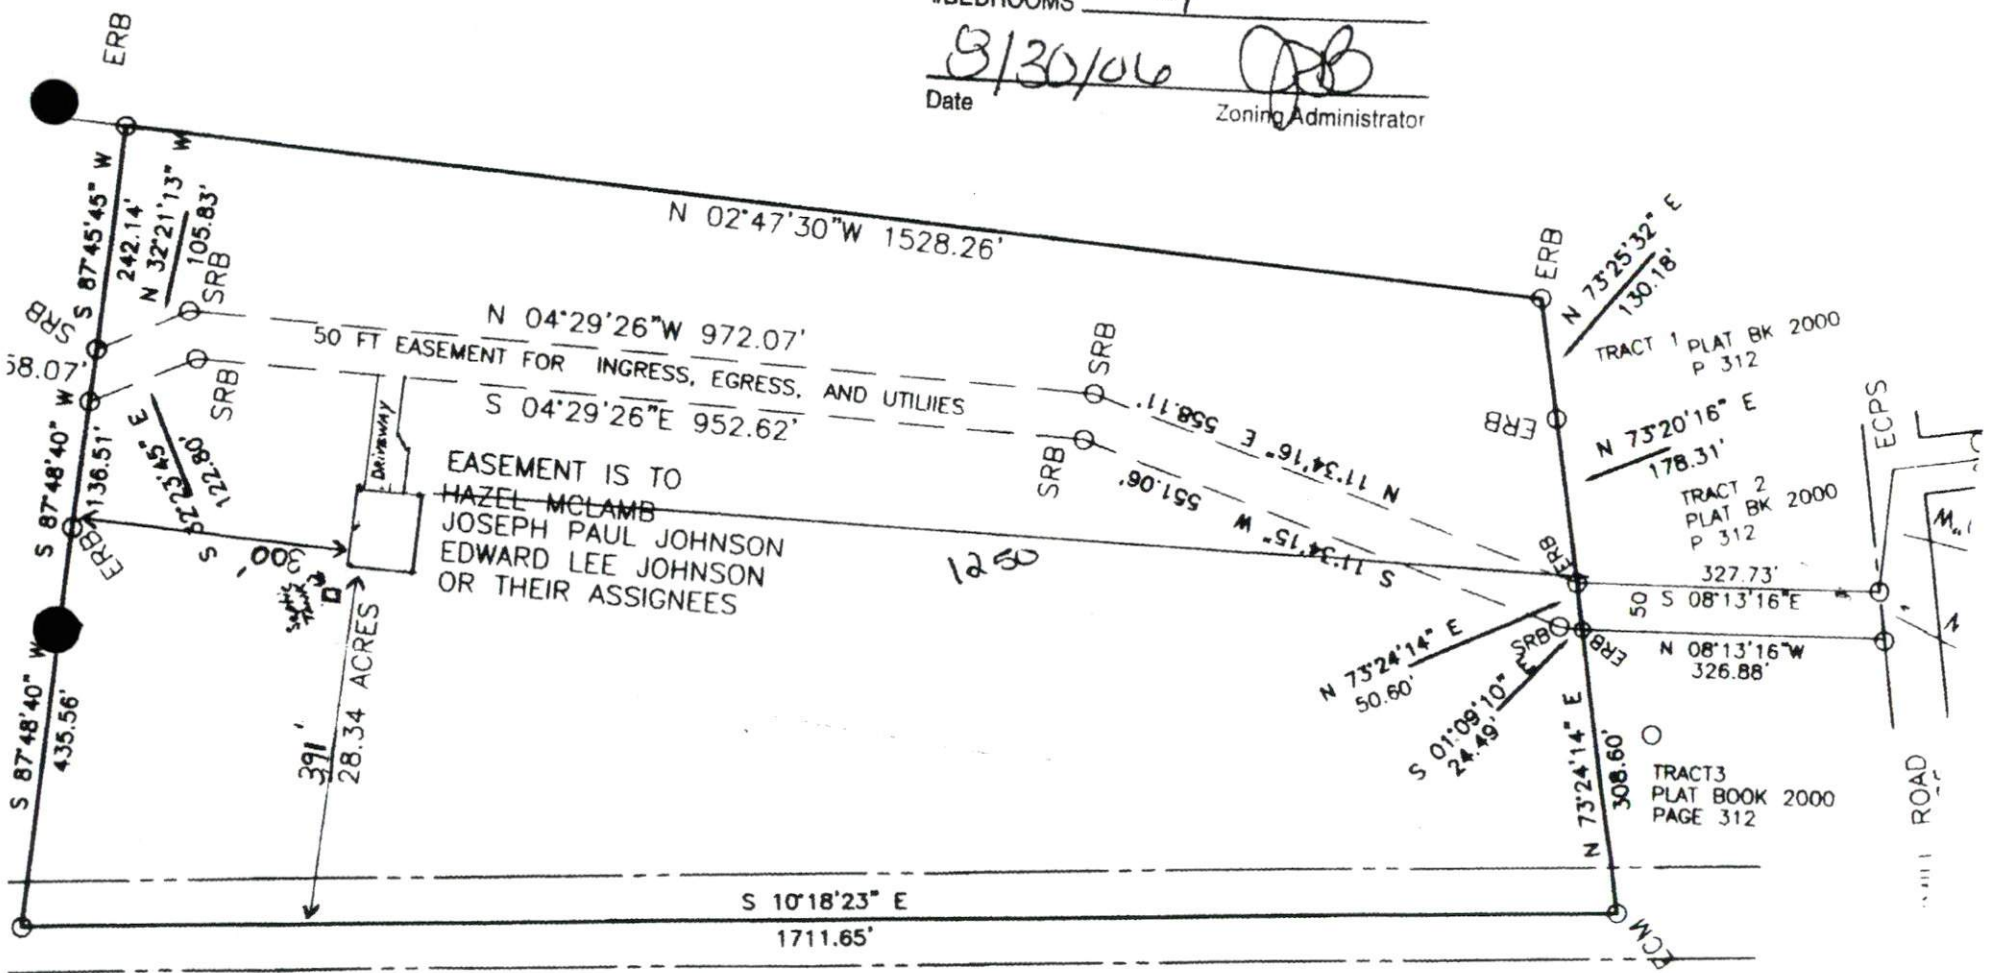 #BEDROOMS
8/30/06
Date
Zoning Administrator
ERB
S 87°45'45" W
242.14'
N 32°21'13" W
105.83'
SRB
SRB
58.07'
N 02°47'30"W 1528.26'
N 04°29'26"W 972.07'
50 FT EASEMENT FOR INGRESS, EGRESS, AND UTILIIES
S 04°29'26"E 952.62'
SRB
SRB
SRB
N 11°34'16" E 558.11'
S 11°34'15" W 551.06'
ERB
N 73°25'32" E
130.18'
TRACT 1 PLAT BK 2000
P 312
ERB
N 73°20'16" E
178.31'
TRACT 2
PLAT BK 2000
P 312
ECPS
S 87°48'40" W
136.51'
S 52°23'45" E
122.80'
DRIVEWAY
EASEMENT IS TO
HAZEL MCLAMB
JOSEPH PAUL JOHNSON
EDWARD LEE JOHNSON
OR THEIR ASSIGNEES
ERB
300'
Septic
Tank
1250
ERB
327.73'
S 08°13'16"E
50
N 08°13'16"W
326.88'
SRB
ERB
N 73°24'14" E
50.60'
S 01°09'10" E
24.49'
S 87°48'40" W
435.56'
391'
28.34 ACRES
N 73°24'14" E
308.60'
TRACT3
PLAT BOOK 2000
PAGE 312
ROAD
S 10°18'23" E
1711.65'
ECM